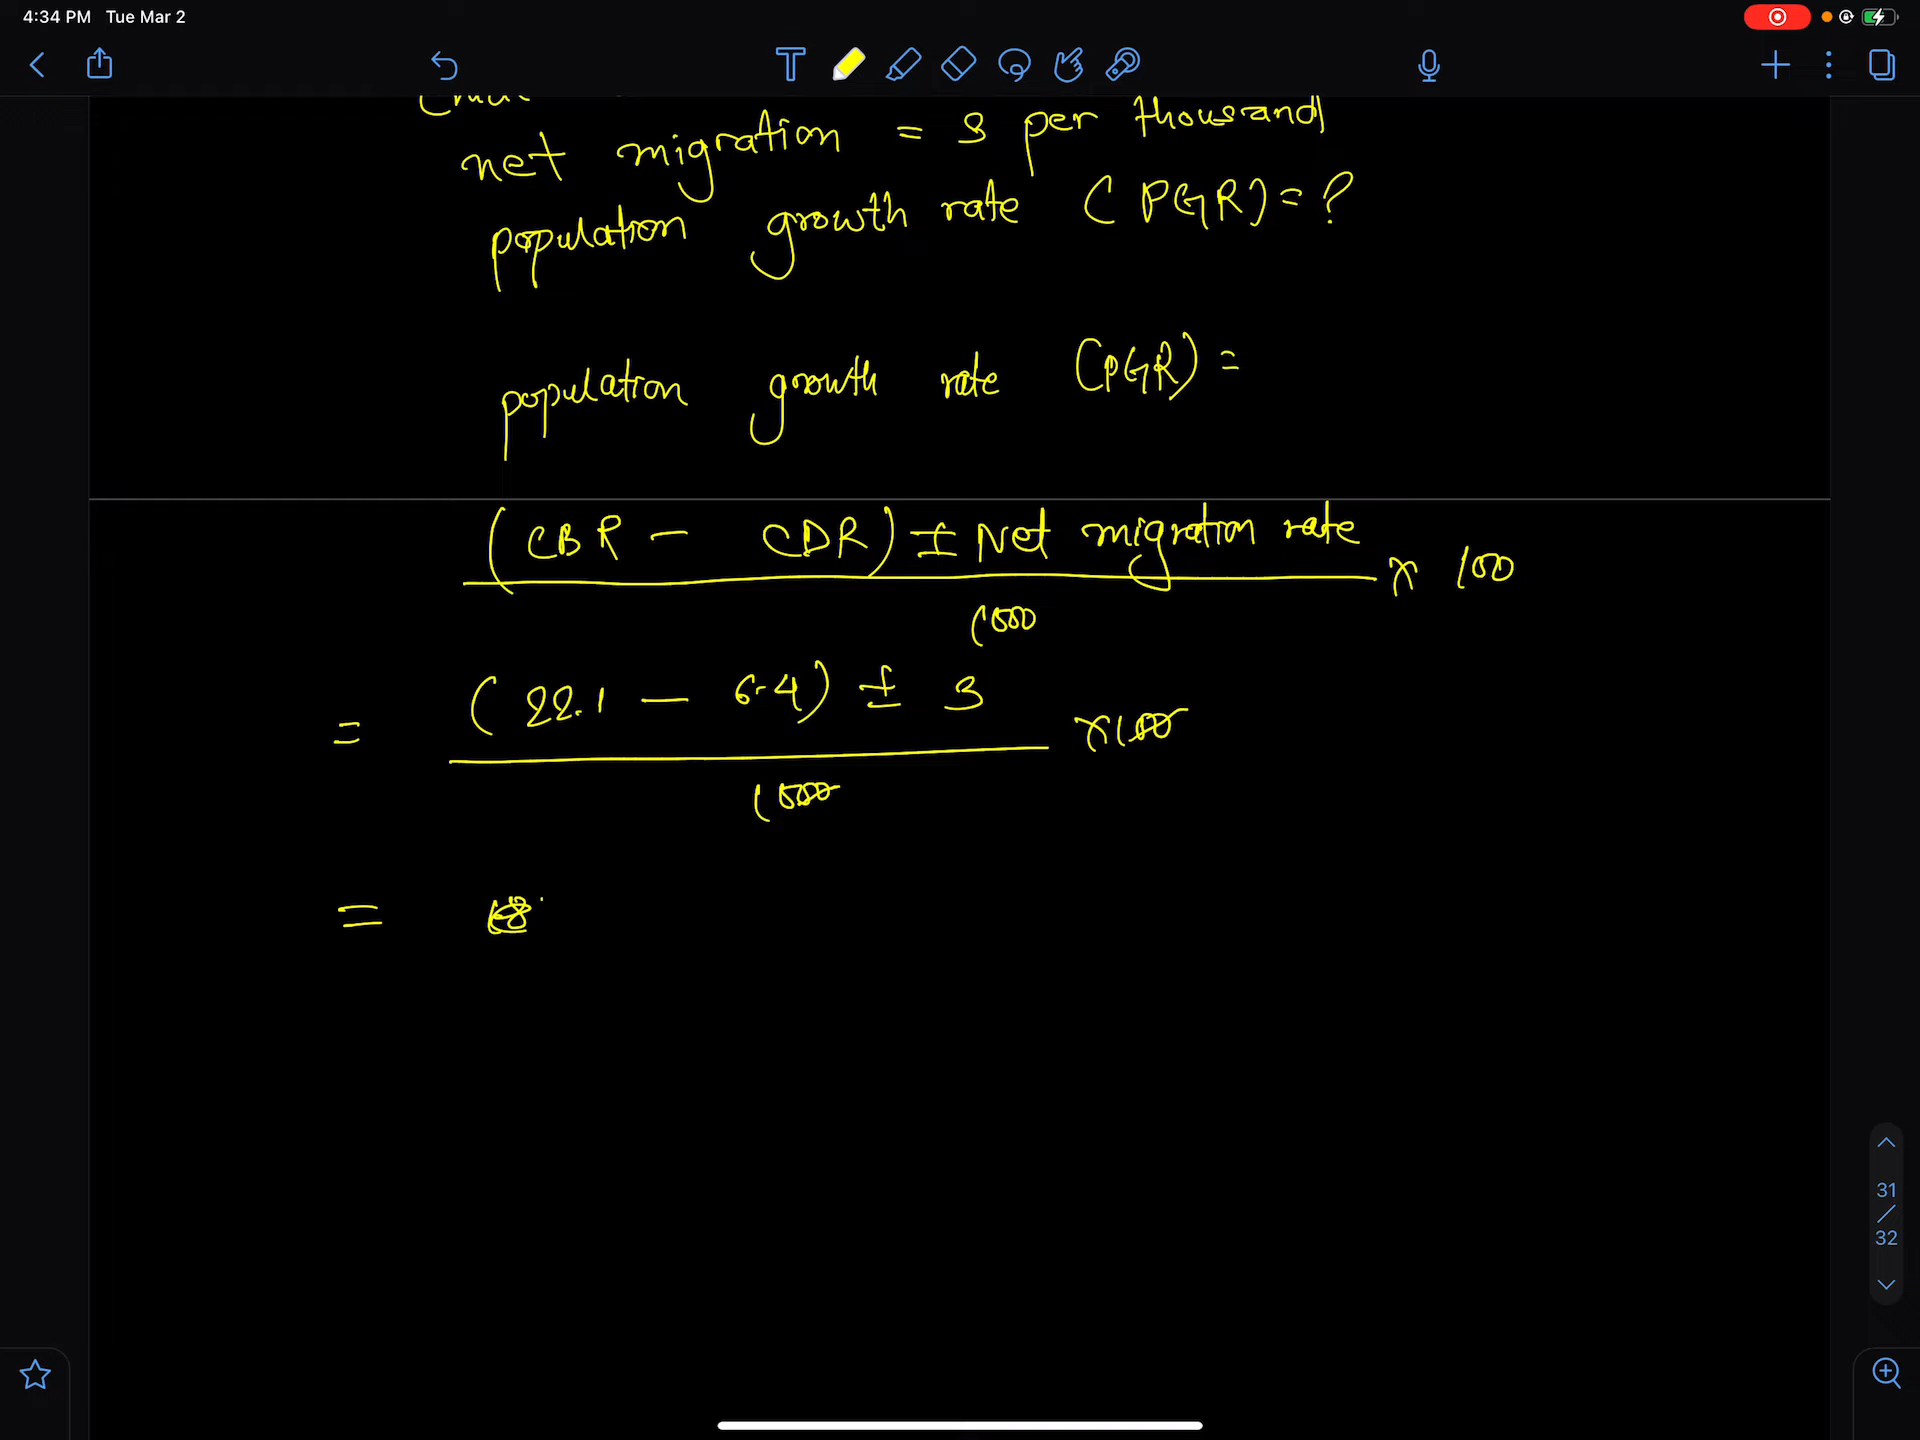 4:34 PM Tue Mar 2
net migration = 3 per thousand
population growth rate (PGR) = ?
population growth rate (PGR) =
(CBR - CDR) ± Net migration rate
× 100
1000
= (22.1 - 6.4) ± 3
×100
1000
=
31
/
32